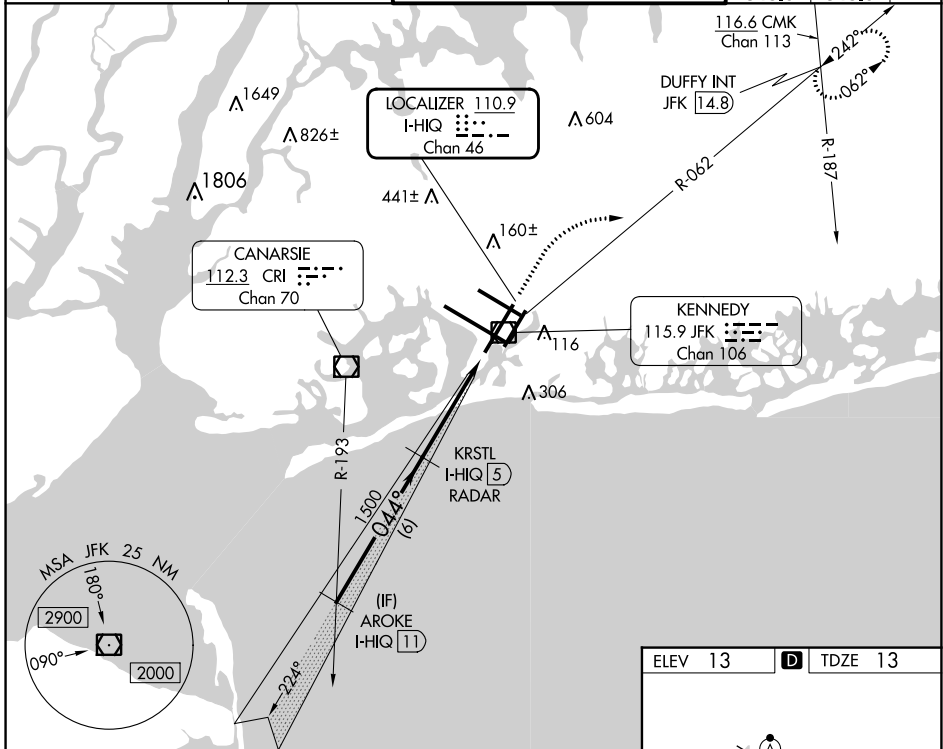 116.6 CMK
Chan 113
242°
062°
DUFFY INT
JFK 14.8
1649
826±
LOCALIZER 110.9
I-HIQ
Chan 46
604
R-187
R-062
1806
441±
160±
CANARSIE
112.3 CRI
Chan 70
KENNEDY
115.9 JFK
Chan 106
116
306
R-193
KRSTL
I-HIQ 5
RADAR
1500
044°
(6)
MSA JFK 25 NM
180°
2900
090°
2000
(IF)
AROKE
I-HIQ 11
224°
ELEV 13
D
TDZE 13
A